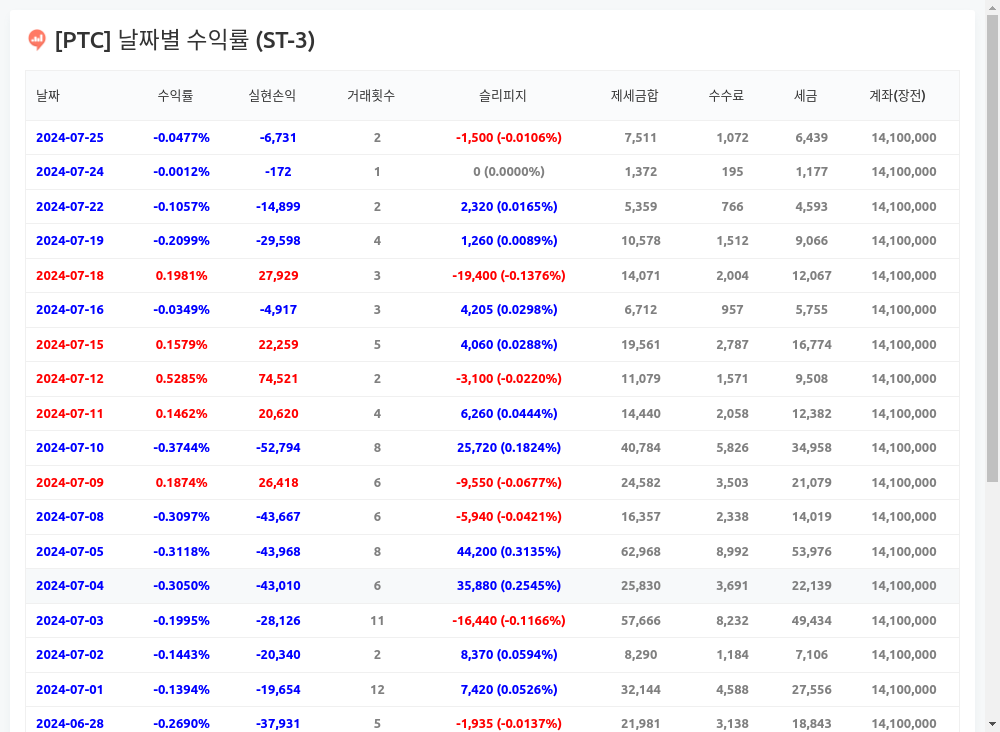 [PTC] 날짜별 수익률 (ST-3)
날짜 수익률 실현손익 거래횟수 슬리피지 제세금합 수수료 세금 계좌(장전)
2024-07-25 -0.0477% -6,731 2 -1,500 (-0.0106%) 7,511 1,072 6,439 14,100,000
2024-07-24 -0.0012% -172 1 0 (0.0000%) 1,372 195 1,177 14,100,000
2024-07-22 -0.1057% -14,899 2 2,320 (0.0165%) 5,359 766 4,593 14,100,000
2024-07-19 -0.2099% -29,598 4 1,260 (0.0089%) 10,578 1,512 9,066 14,100,000
2024-07-18 0.1981% 27,929 3 -19,400 (-0.1376%) 14,071 2,004 12,067 14,100,000
2024-07-16 -0.0349% -4,917 3 4,205 (0.0298%) 6,712 957 5,755 14,100,000
2024-07-15 0.1579% 22,259 5 4,060 (0.0288%) 19,561 2,787 16,774 14,100,000
2024-07-12 0.5285% 74,521 2 -3,100 (-0.0220%) 11,079 1,571 9,508 14,100,000
2024-07-11 0.1462% 20,620 4 6,260 (0.0444%) 14,440 2,058 12,382 14,100,000
2024-07-10 -0.3744% -52,794 8 25,720 (0.1824%) 40,784 5,826 34,958 14,100,000
2024-07-09 0.1874% 26,418 6 -9,550 (-0.0677%) 24,582 3,503 21,079 14,100,000
2024-07-08 -0.3097% -43,667 6 -5,940 (-0.0421%) 16,357 2,338 14,019 14,100,000
2024-07-05 -0.3118% -43,968 8 44,200 (0.3135%) 62,968 8,992 53,976 14,100,000
2024-07-04 -0.3050% -43,010 6 35,880 (0.2545%) 25,830 3,691 22,139 14,100,000
2024-07-03 -0.1995% -28,126 11 -16,440 (-0.1166%) 57,666 8,232 49,434 14,100,000
2024-07-02 -0.1443% -20,340 2 8,370 (0.0594%) 8,290 1,184 7,106 14,100,000
2024-07-01 -0.1394% -19,654 12 7,420 (0.0526%) 32,144 4,588 27,556 14,100,000
2024-06-28 -0.2690% -37,931 5 -1,935 (-0.0137%) 21,981 3,138 18,843 14,100,000